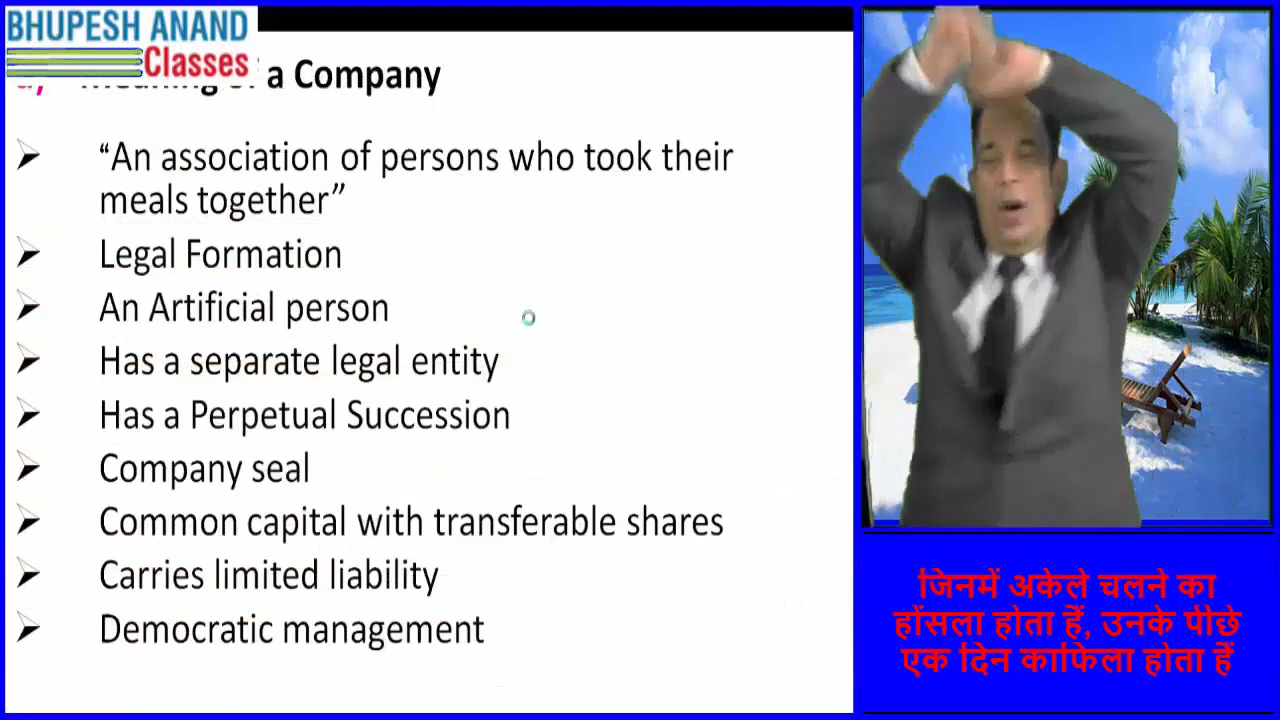 BHUPESH ANAND
Classes
a Company
“An association of persons who took their
meals together”
Legal Formation
An Artificial person
Has a separate legal entity
Has a Perpetual Succession
Company seal
Common capital with transferable shares
Carries limited liability
Democratic management
जिनमें अकेले चलने का
होंसला होता हैं, उनके पीछे
एक दिन काफिला होता हैं